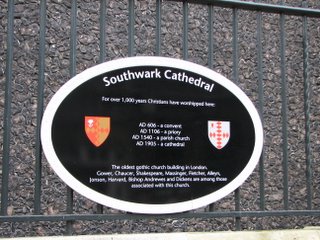 Southwark Cathedral
For over 1,000 years Christians have worshipped here:
AD 606 - a convent
AD 1106 - a priory
AD 1540 - a parish church
AD 1905 - a cathedral
The oldest gothic church building in London.
Gower, Chaucer, Shakespeare, Massinger, Fletcher, Alleyn,
Jonson, Harvard, Bishop Andrewes and Dickens are among those
associated with this church.